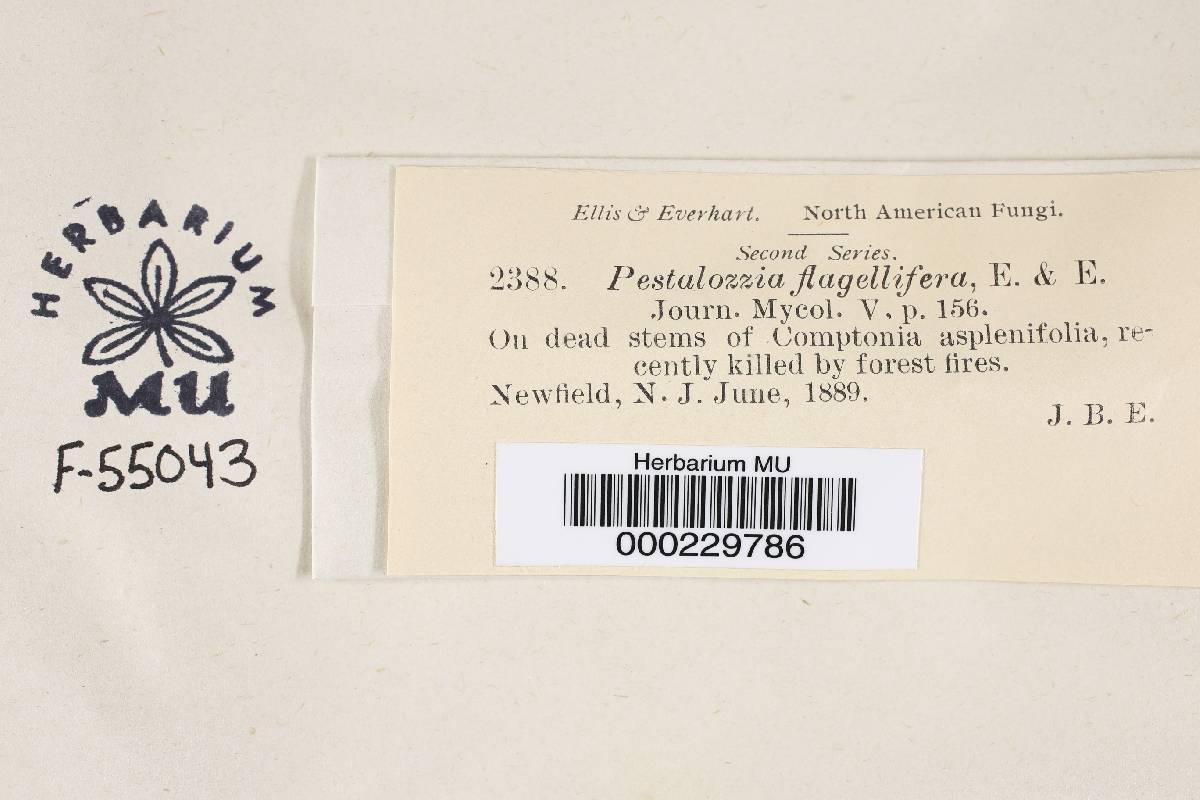 HERBARIUM
MU
F-55043
Ellis & Everhart. North American Fungi.
Second Series.
2388. Pestalozzia flagellifera, E. & E.
Journ. Mycol. V, p. 156.
On dead stems of Comptonia asplenifolia, re-
cently killed by forest fires.
Newfield, N. J. June, 1889.
J. B. E.
Herbarium MU
000229786